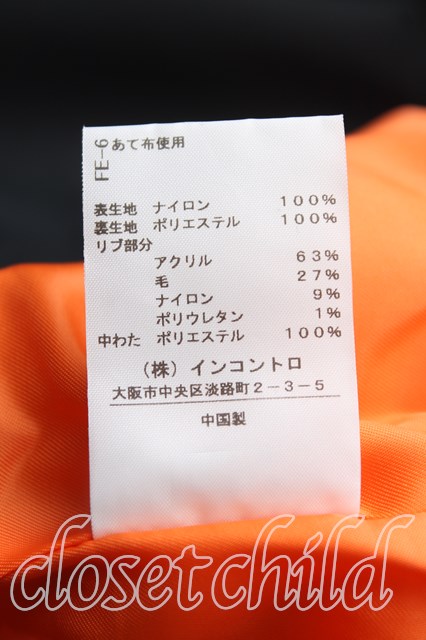 FE-6 あて布使用
表生地 ナイロン 100%
裏生地 ポリエステル 100%
リブ部分
アクリル 63%
毛 27%
ナイロン 9%
ポリウレタン 1%
中わた ポリエステル 100%
(株) インコントロ
大阪市中央区淡路町2-3-5
中国製
closetchild